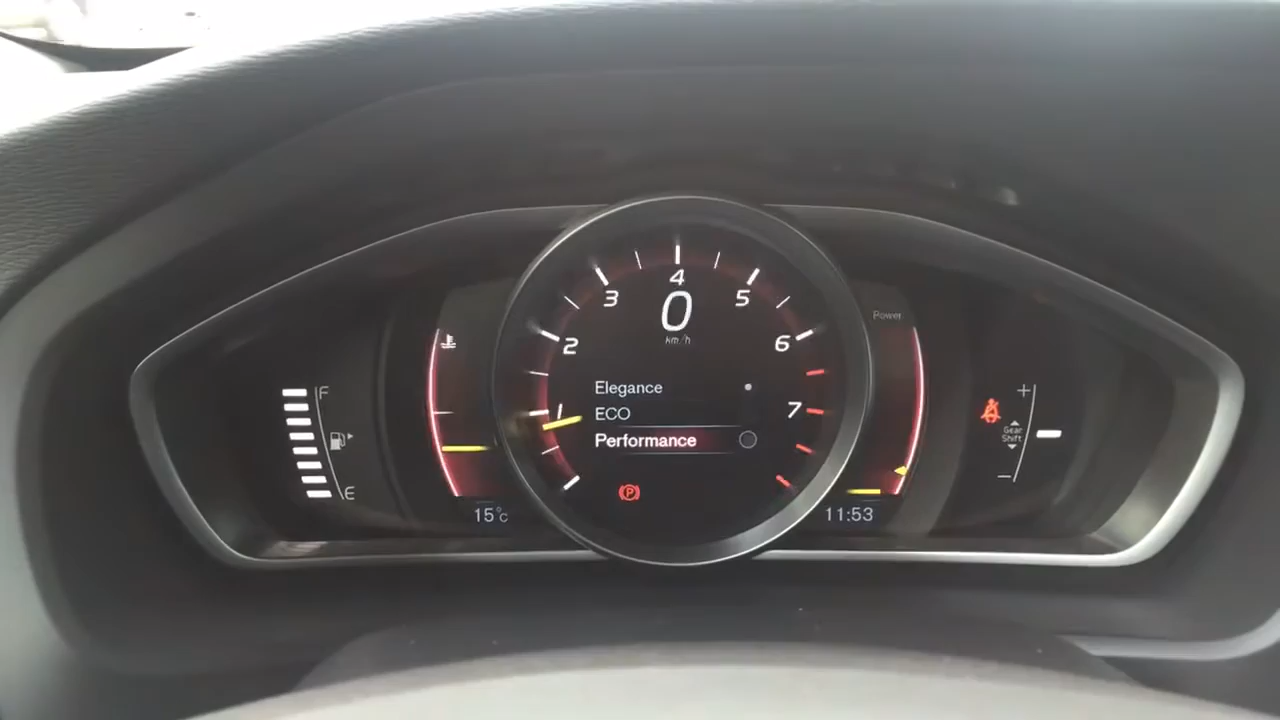 F
E
15°C
1
2
3
4
5
6
7
0
km/h
Elegance
ECO
Performance
P
Power
11:53
+
Gear
Shift
−